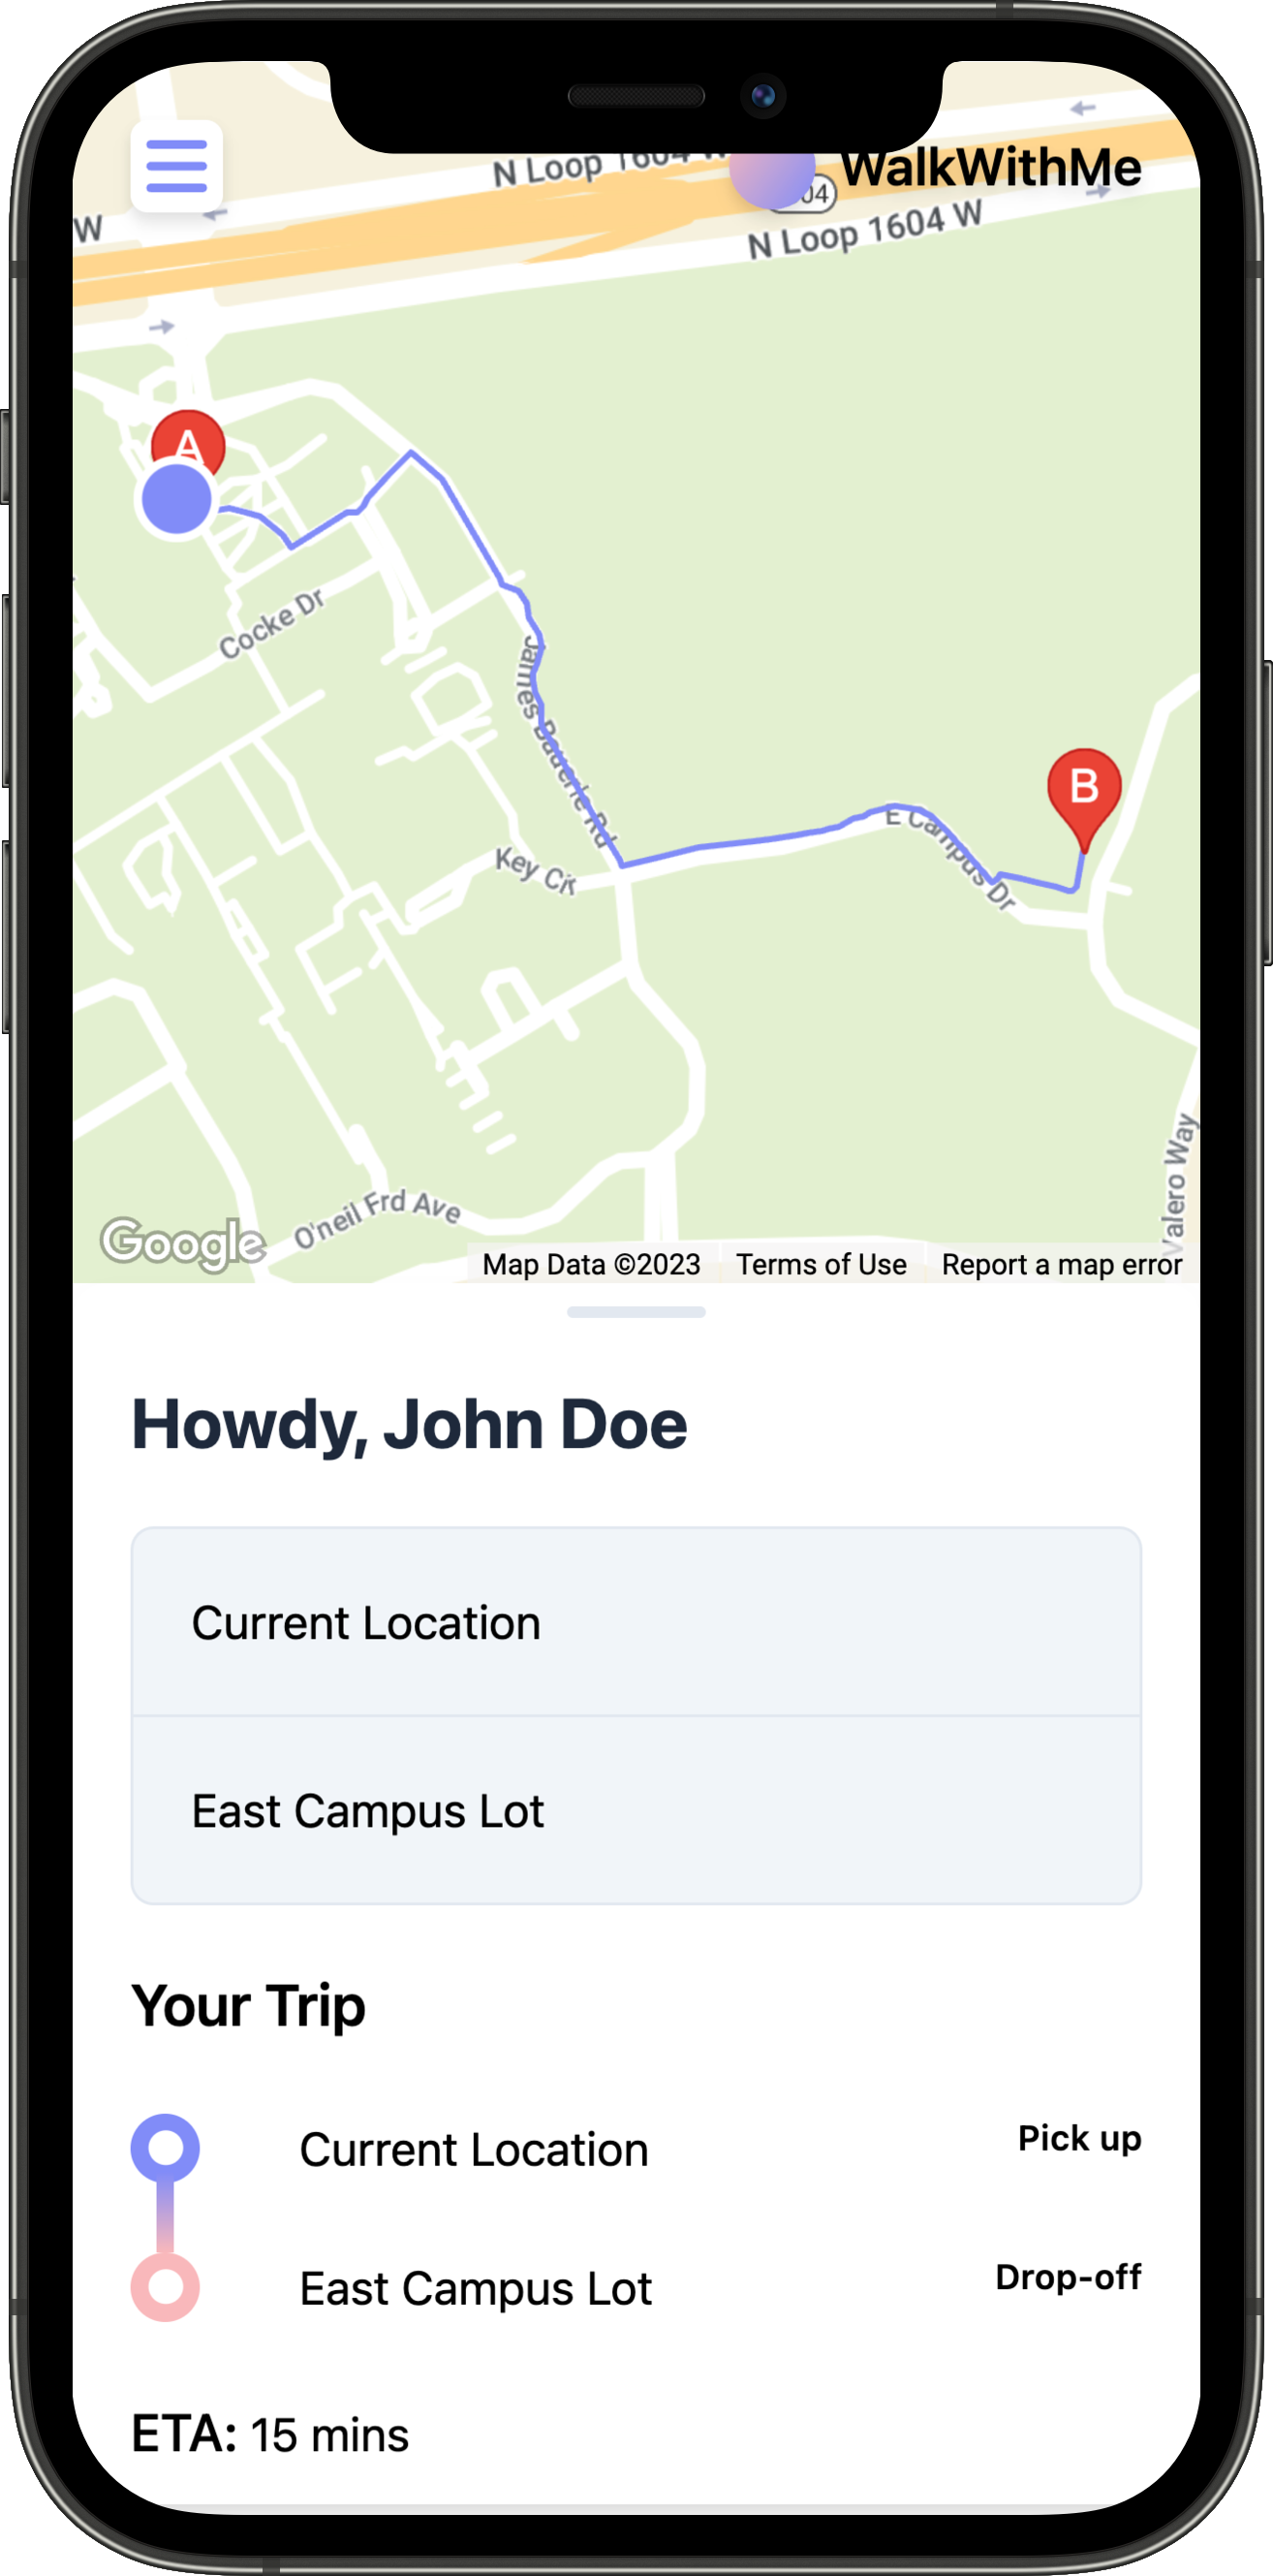 N Loop 1604 W
WalkWithMe
04
W
N Loop 1604 W
A
Cocke Dr
James Bauerle Rd
B
E Campus Dr
Key Cir
Valero Way
O'neil Frd Ave
Google
Map Data ©2023
Terms of Use
Report a map error
Howdy, John Doe
Current Location
East Campus Lot
Your Trip
Current Location
Pick up
East Campus Lot
Drop-off
ETA: 15 mins